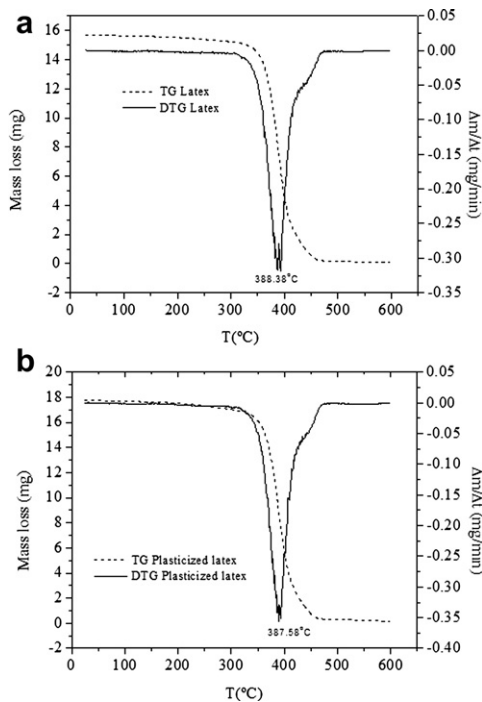 a
16
14
12
10
8
6
4
2
0
-2
Mass loss (mg)
0.05
0.00
-0.05
-0.10
-0.15
-0.20
-0.25
-0.30
-0.35
Δm/Δt (mg/min)
TG Latex
DTG Latex
388.38°C
0 100 200 300 400 500 600
T(ºC)
b
20
18
16
14
12
10
8
6
4
2
0
-2
Mass loss (mg)
0.05
0.00
-0.05
-0.10
-0.15
-0.20
-0.25
-0.30
-0.35
-0.40
Δm/Δt (mg/min)
TG Plasticized latex
DTG Plasticized latex
387.58°C
0 100 200 300 400 500 600
T(ºC)